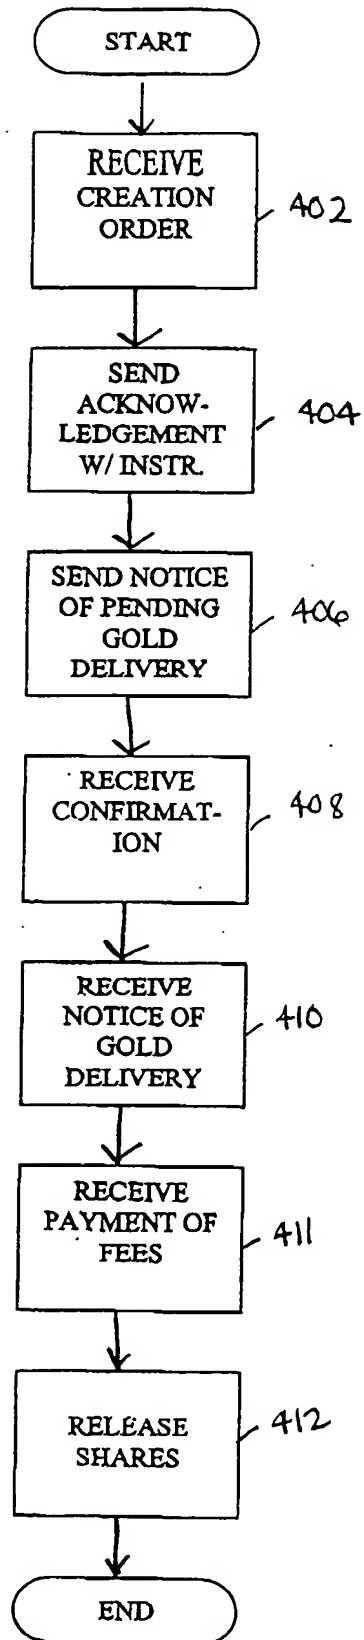 START
RECEIVE
CREATION
ORDER
402
SEND
ACKNOW-
LEDGEMENT
W/ INSTR.
404
SEND NOTICE
OF PENDING
GOLD
DELIVERY
406
RECEIVE
CONFIRMAT-
ION
408
RECEIVE
NOTICE OF
GOLD
DELIVERY
410
RECEIVE
PAYMENT OF
FEES
411
RELEASE
SHARES
412
END